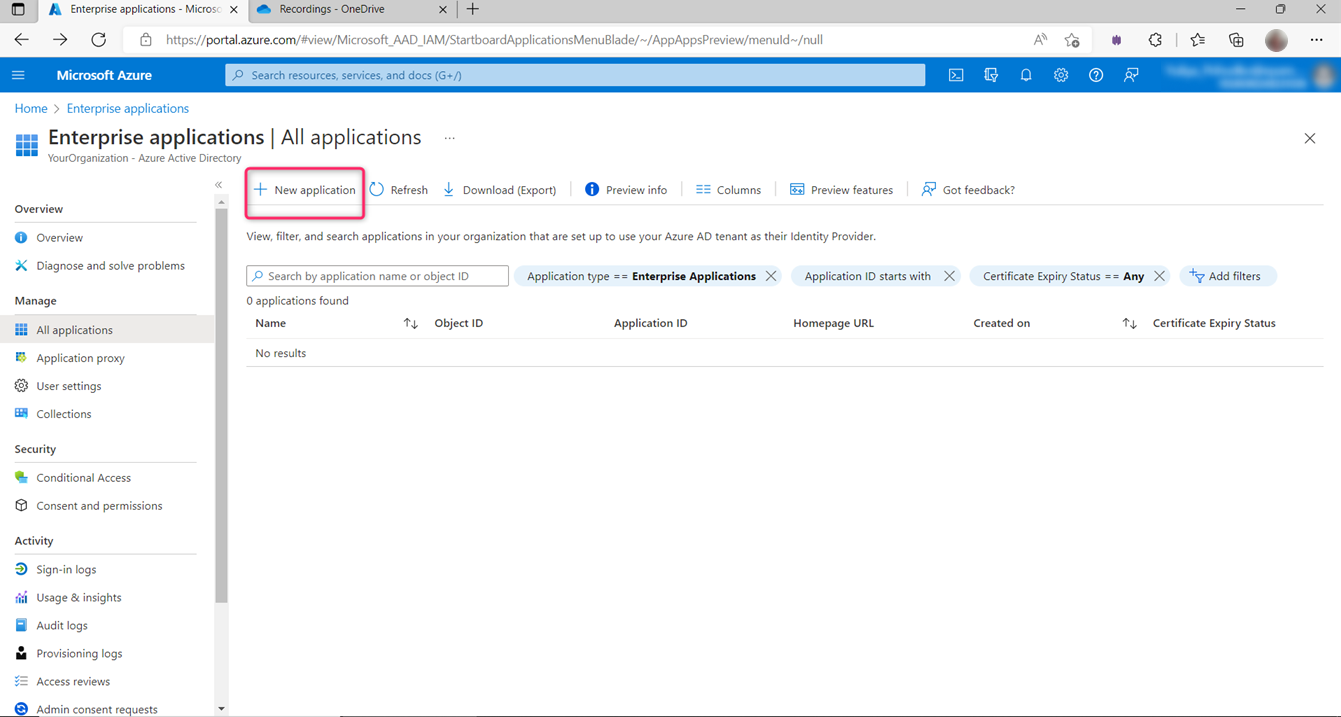 Enterprise applications - Microso
Recordings - OneDrive
https://portal.azure.com/#view/Microsoft_AAD_IAM/StartboardApplicationsMenuBlade/~/AppAppsPreview/menuId~/null
Microsoft Azure
Search resources, services, and docs (G+/)
Home > Enterprise applications
Enterprise applications | All applications ...
YourOrganization - Azure Active Directory
«
New application Refresh Download (Export) Preview info Columns Preview features Got feedback?
Overview
Overview
Diagnose and solve problems
Manage
All applications
Application proxy
User settings
Collections
Security
Conditional Access
Consent and permissions
Activity
Sign-in logs
Usage & insights
Audit logs
Provisioning logs
Access reviews
Admin consent requests
View, filter, and search applications in your organization that are set up to use your Azure AD tenant as their Identity Provider.
Search by application name or object ID
Application type == Enterprise Applications
Application ID starts with
Certificate Expiry Status == Any
Add filters
0 applications found
Name Object ID Application ID Homepage URL Created on Certificate Expiry Status
No results